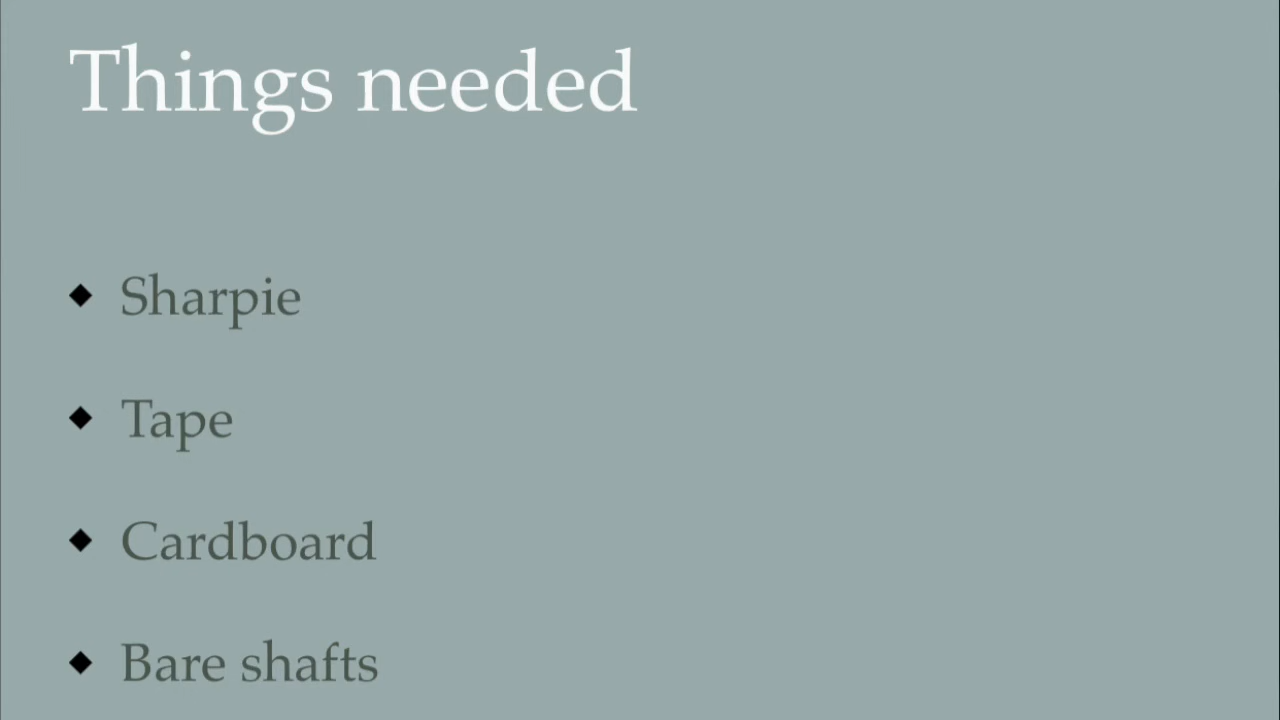 Things needed
Sharpie
Tape
Cardboard
Bare shafts